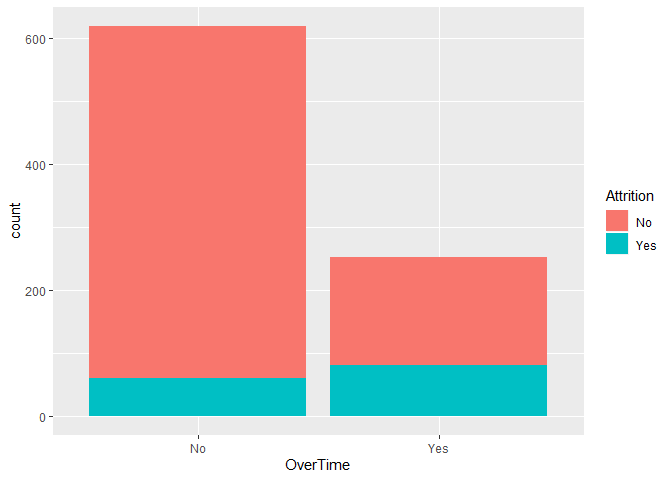 600
400
200
0
count
No
Yes
OverTime
Attrition
No
Yes